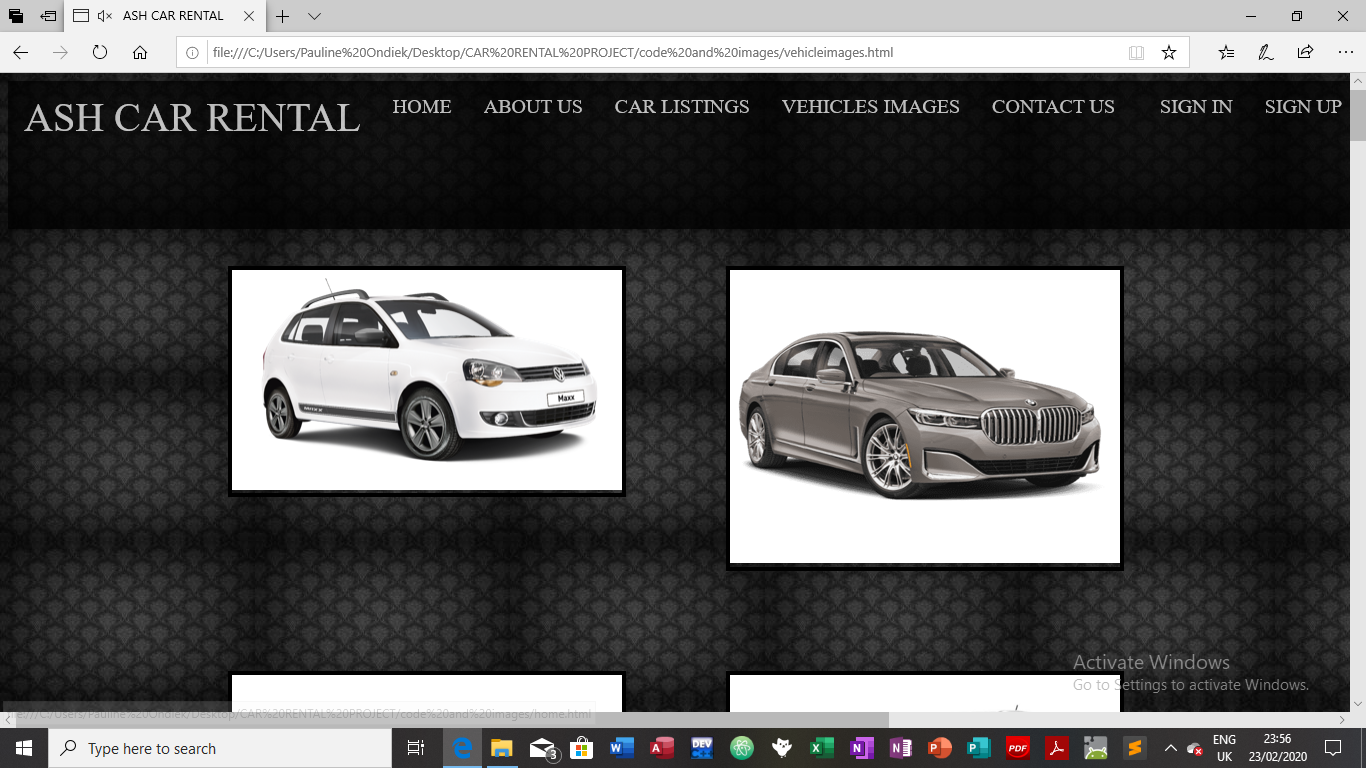 ASH CAR RENTAL
file:///C:/Users/Pauline%20Ondiek/Desktop/CAR%20RENTAL%20PROJECT/code%20and%20images/vehicleimages.html
ASH CAR RENTAL HOME ABOUT US CAR LISTINGS VEHICLES IMAGES CONTACT US SIGN IN SIGN UP
Maxx
MAXX
Activate Windows
Go to Settings to activate Windows.
file:///C:/Users/Pauline%20Ondiek/Desktop/CAR%20RENTAL%20PROJECT/code%20and%20images/home.html
Type here to search
3
W
A
DEV
X
N
N
P
P
PDF
S
ENG
UK
23:56
23/02/2020